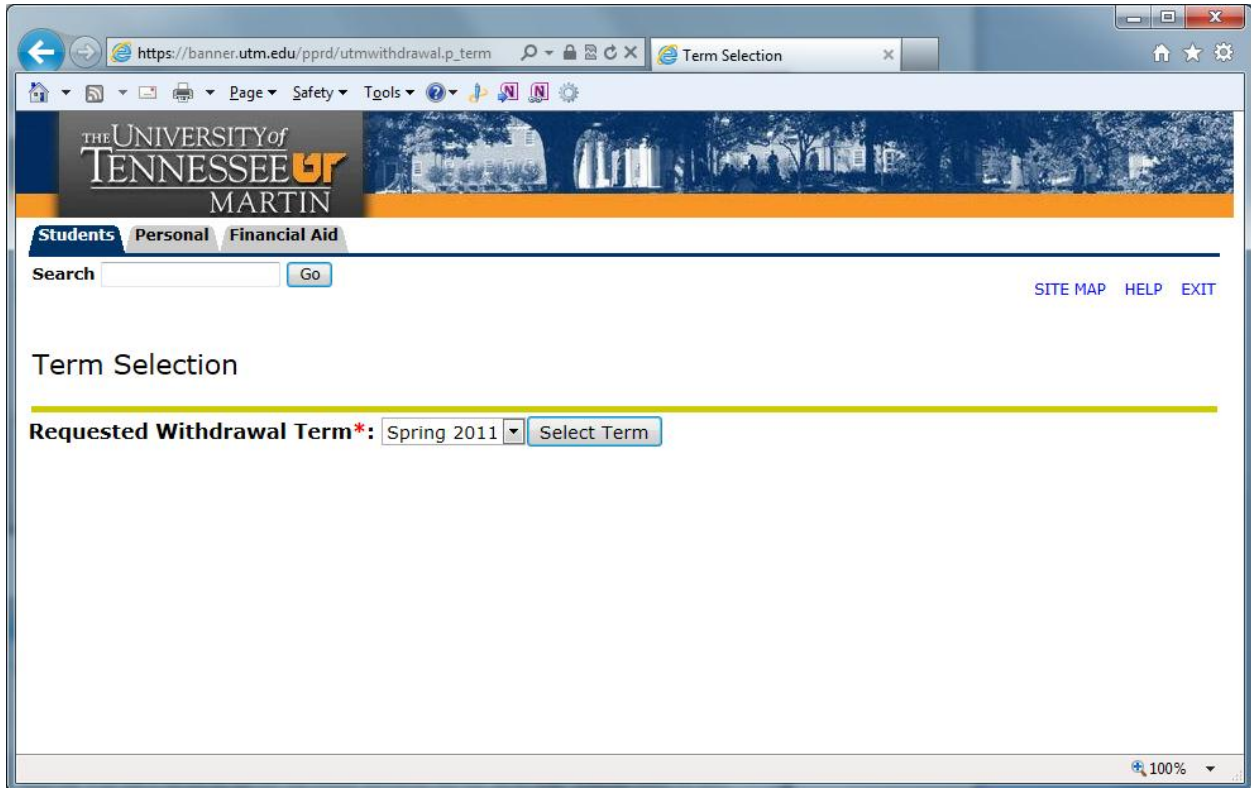 https://banner.utm.edu/pprd/utmwithdrawal.p_term Term Selection
Page Safety Tools
THE UNIVERSITY of
TENNESSEE UT
MARTIN
Students Personal Financial Aid
Search Go
SITE MAP HELP EXIT
Term Selection
Requested Withdrawal Term*: Spring 2011 Select Term
100%